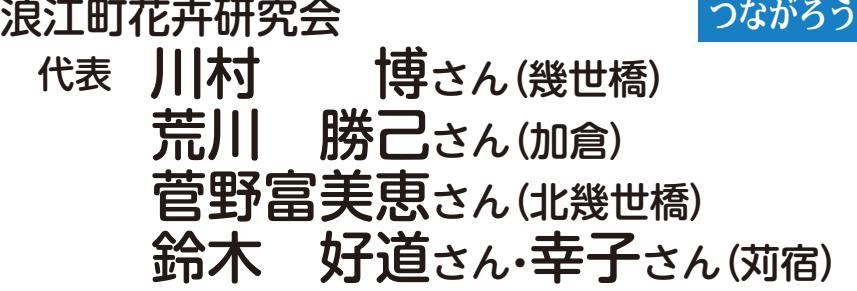 浪江町花卉研究会
つながろう
代表 川村　博さん（幾世橋）
荒川　勝己さん（加倉）
菅野富美恵さん（北幾世橋）
鈴木　好道さん・幸子さん（苅宿）